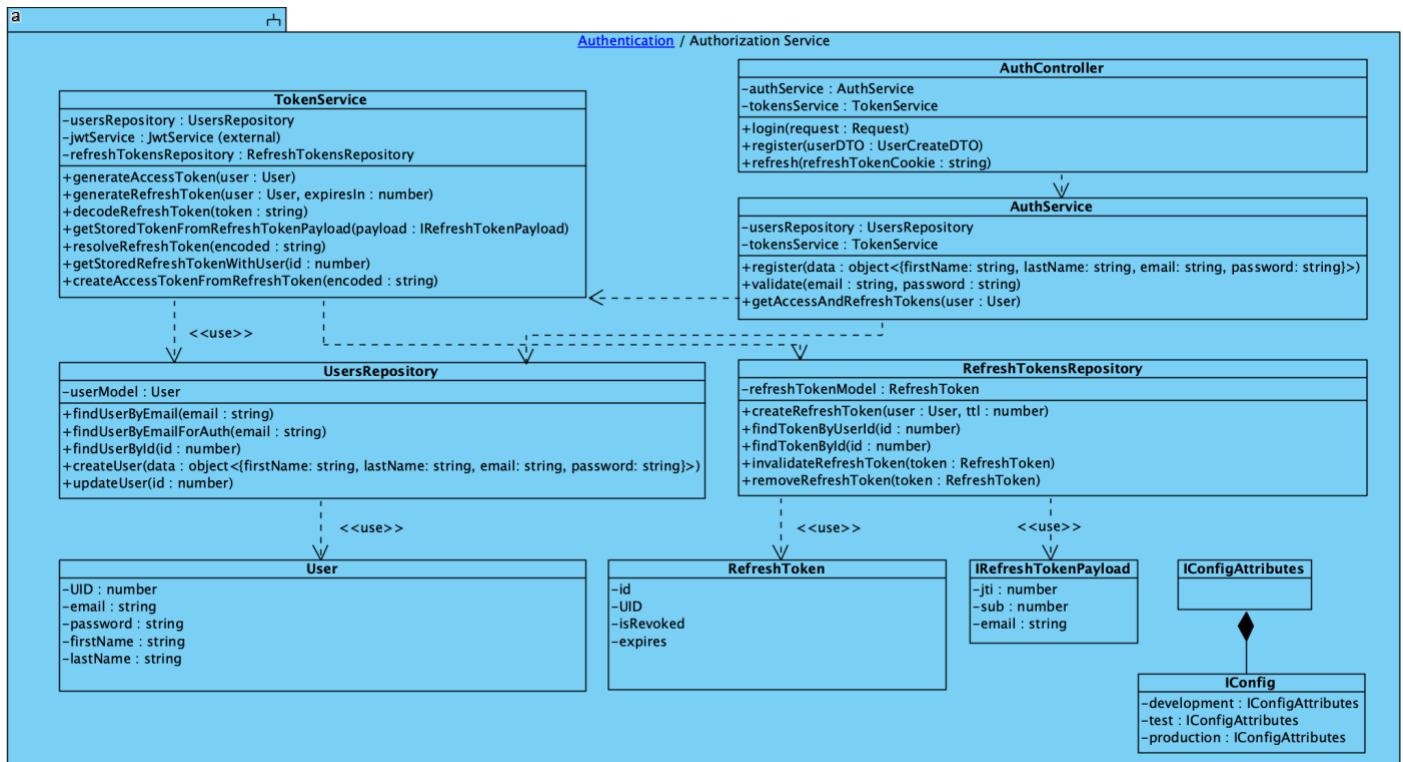 a
Authentication / Authorization Service
AuthController
-authService : AuthService
-tokensService : TokenService
+login(request : Request)
+register(userDTO : UserCreateDTO)
+refresh(refreshTokenCookie : string)
TokenService
-usersRepository : UsersRepository
-jwtService : JwtService (external)
-refreshTokensRepository : RefreshTokensRepository
+generateAccessToken(user : User)
+generateRefreshToken(user : User, expiresIn : number)
+decodeRefreshToken(token : string)
+getStoredTokenFromRefreshTokenPayload(payload : IRefreshTokenPayload)
+resolveRefreshToken(encoded : string)
+getStoredRefreshTokenWithUser(id : number)
+createAccessTokenFromRefreshToken(encoded : string)
AuthService
-usersRepository : UsersRepository
-tokensService : TokenService
+register(data : object<{firstName: string, lastName: string, email: string, password: string}>)
+validate(email : string, password : string)
+getAccessAndRefreshTokens(user : User)
<<use>>
UsersRepository
-userModel : User
+findUserByEmail(email : string)
+findUserByEmailForAuth(email : string)
+findUserById(id : number)
+createUser(data : object<{firstName: string, lastName: string, email: string, password: string}>)
+updateUser(id : number)
RefreshTokensRepository
-refreshTokenModel : RefreshToken
+createRefreshToken(user : User, ttl : number)
+findTokenByUserId(id : number)
+findTokenById(id : number)
+invalidateRefreshToken(token : RefreshToken)
+removeRefreshToken(token : RefreshToken)
<<use>>
<<use>>
<<use>>
User
-UID : number
-email : string
-password : string
-firstName : string
-lastName : string
RefreshToken
-id
-UID
-isRevoked
-expires
IRefreshTokenPayload
-jti : number
-sub : number
-email : string
IConfigAttributes
IConfig
-development : IConfigAttributes
-test : IConfigAttributes
-production : IConfigAttributes